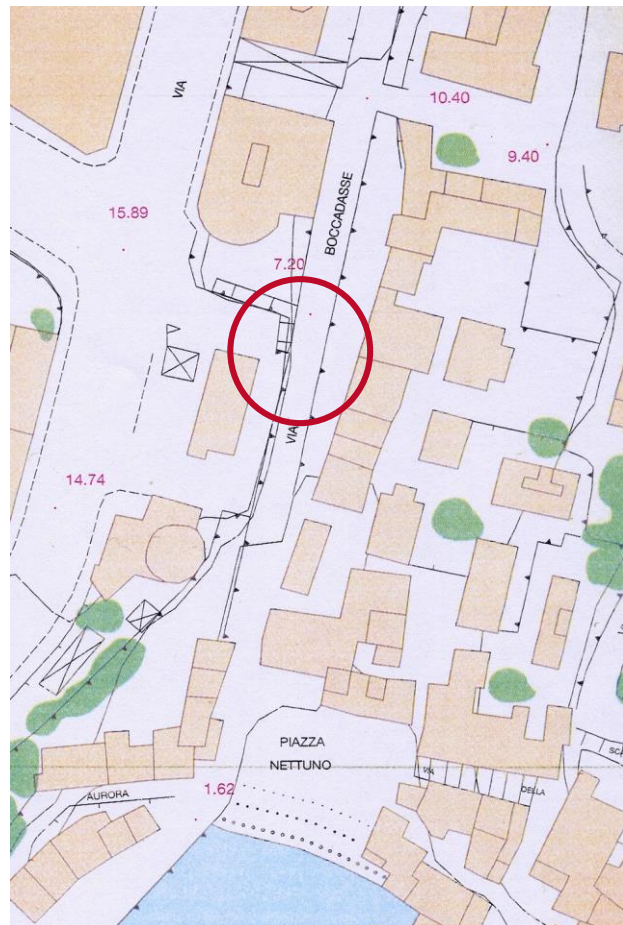 VIA
10.40
9.40
15.89
BOCCADASSE
7.20
VIA
14.74
PIAZZA
NETTUNO
VIA
DELLA
SCA
AURORA
1.62